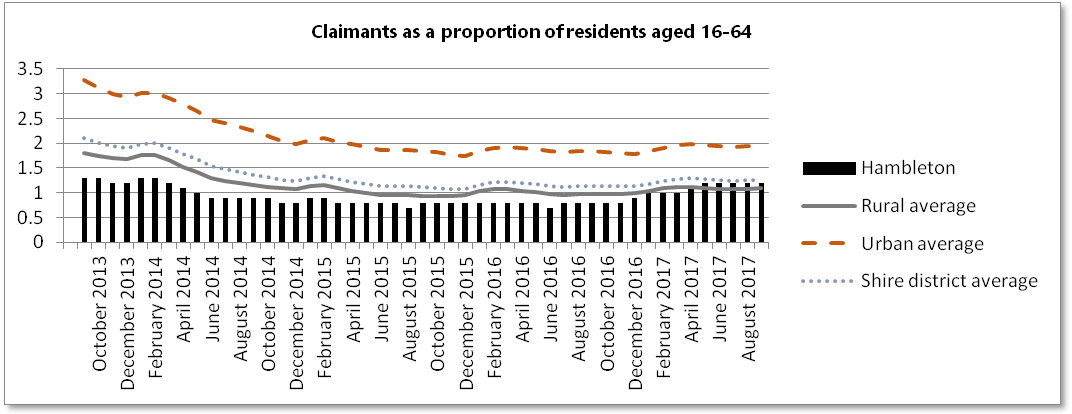 Claimants as a proportion of residents aged 16-64
3.5
3
2.5
2
1.5
1
0.5
0
October 2013
December 2013
February 2014
April 2014
June 2014
August 2014
October 2014
December 2014
February 2015
April 2015
June 2015
August 2015
October 2015
December 2015
February 2016
April 2016
June 2016
August 2016
October 2016
December 2016
February 2017
April 2017
June 2017
August 2017
Hambleton
Rural average
Urban average
Shire district average